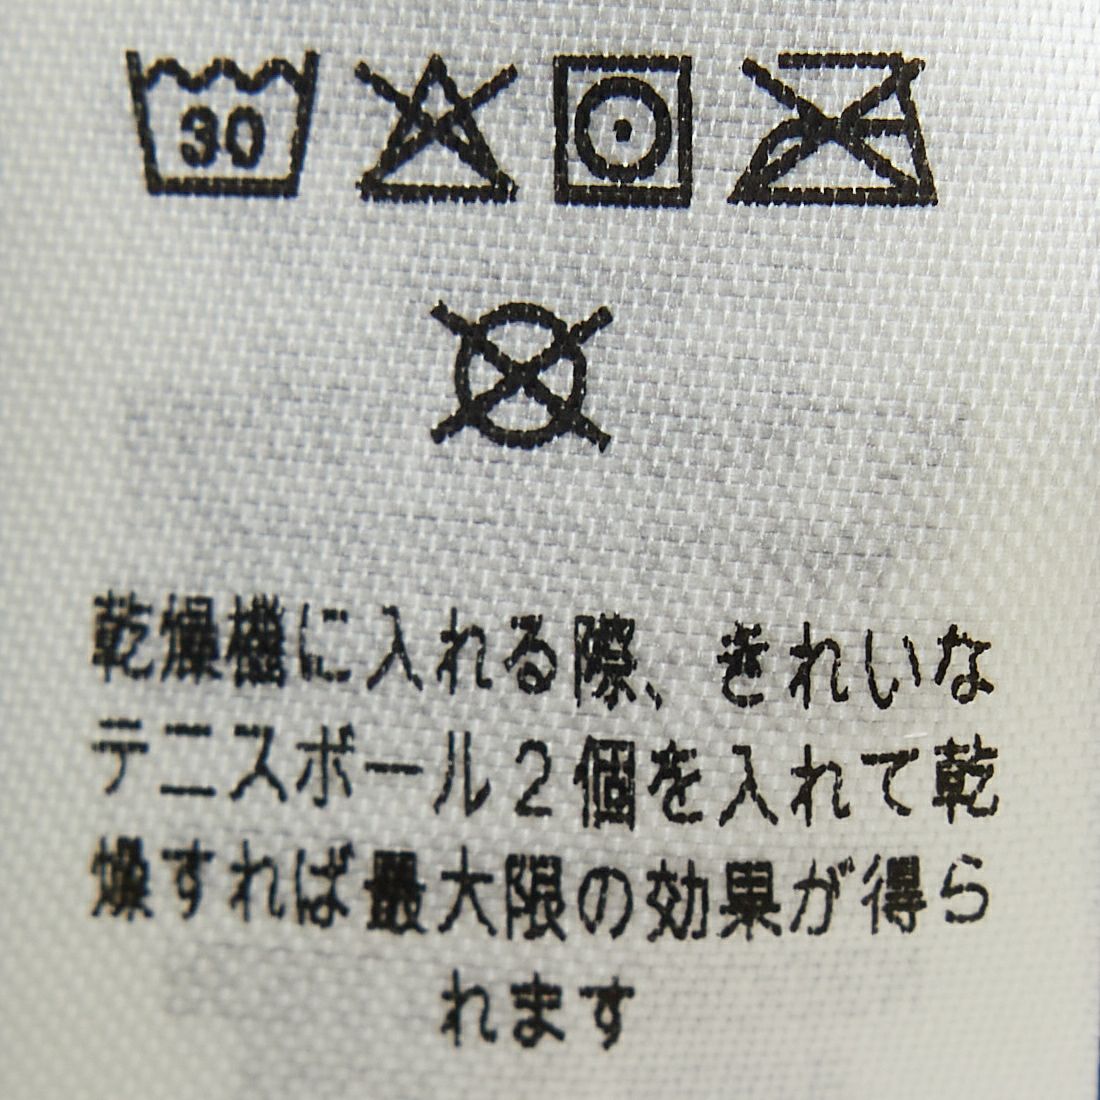 30
乾燥機に入れる際、きれいな
テニスボール2個を入れて乾
燥すれば最大限の効果が得ら
れます